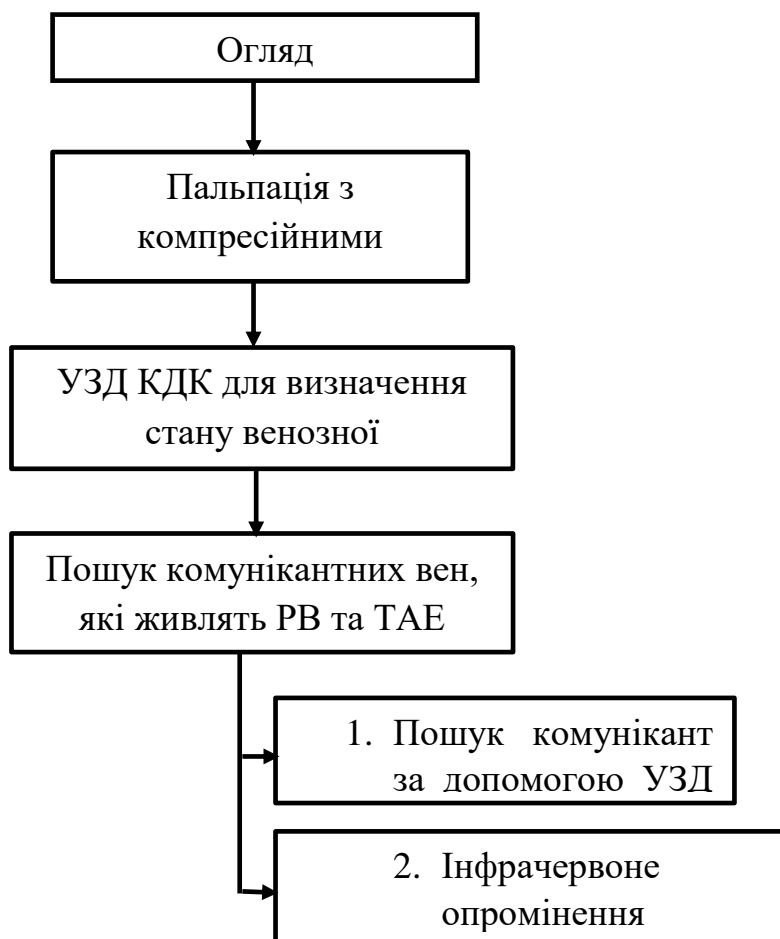 Огляд
Пальпація з
компресійними
УЗД КДК для визначення
стану венозної
Пошук комунікантних вен,
які живлять РВ та ТАЕ
1. Пошук комунікант
за допомогою УЗД
2. Інфрачервоне
опромінення